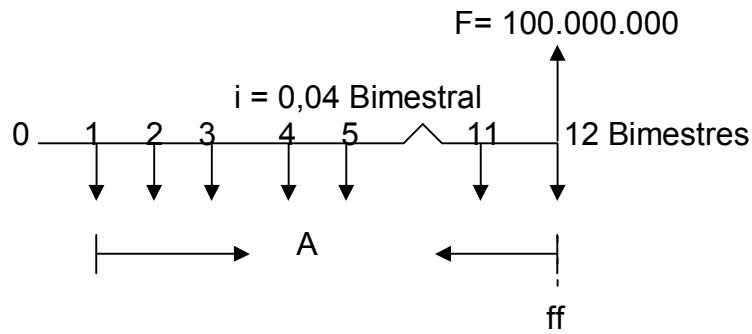 F= 100.000.000
i = 0,04 Bimestral
0 1 2 3 4 5 11 12 Bimestres
A
ff